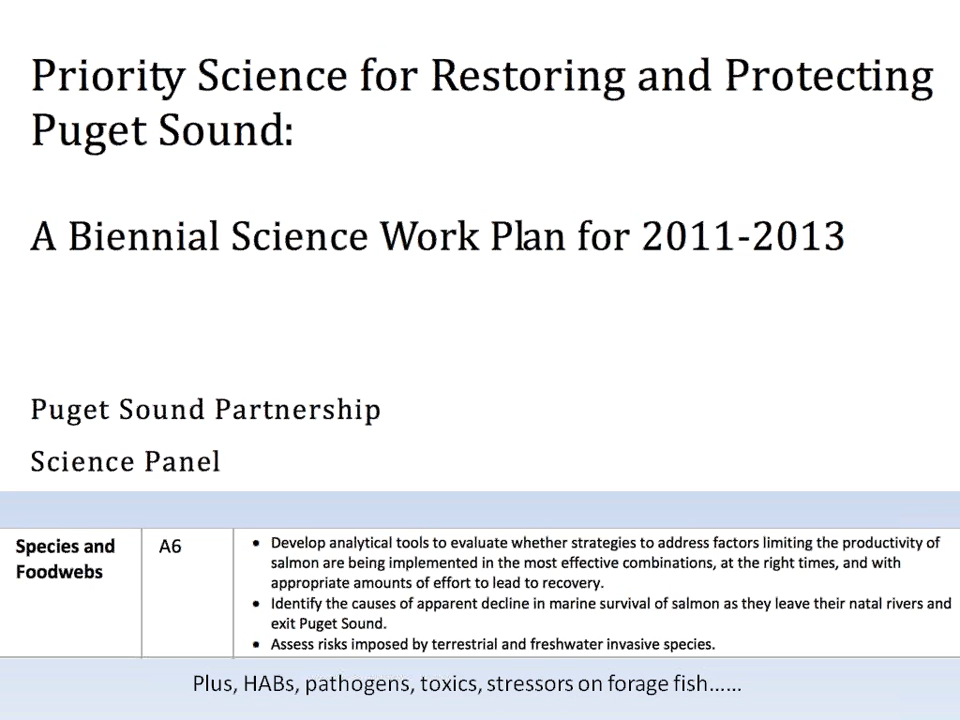 Priority Science for Restoring and Protecting
Puget Sound:
A Biennial Science Work Plan for 2011-2013
Puget Sound Partnership
Science Panel
Species and
Foodwebs
A6
• Develop analytical tools to evaluate whether strategies to address factors limiting the productivity of
salmon are being implemented in the most effective combinations, at the right times, and with
appropriate amounts of effort to lead to recovery.
• Identify the causes of apparent decline in marine survival of salmon as they leave their natal rivers and
exit Puget Sound.
• Assess risks imposed by terrestrial and freshwater invasive species.
Plus, HABs, pathogens, toxics, stressors on forage fish……